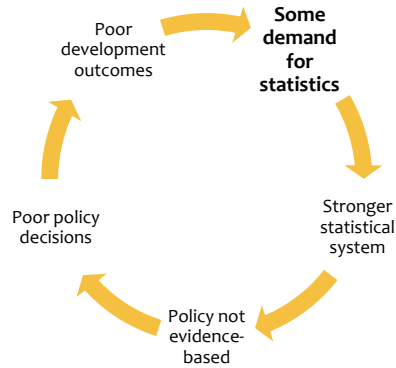 Some
demand
for
statistics
Stronger
statistical
system
Policy not
evidence-
based
Poor policy
decisions
Poor
development
outcomes